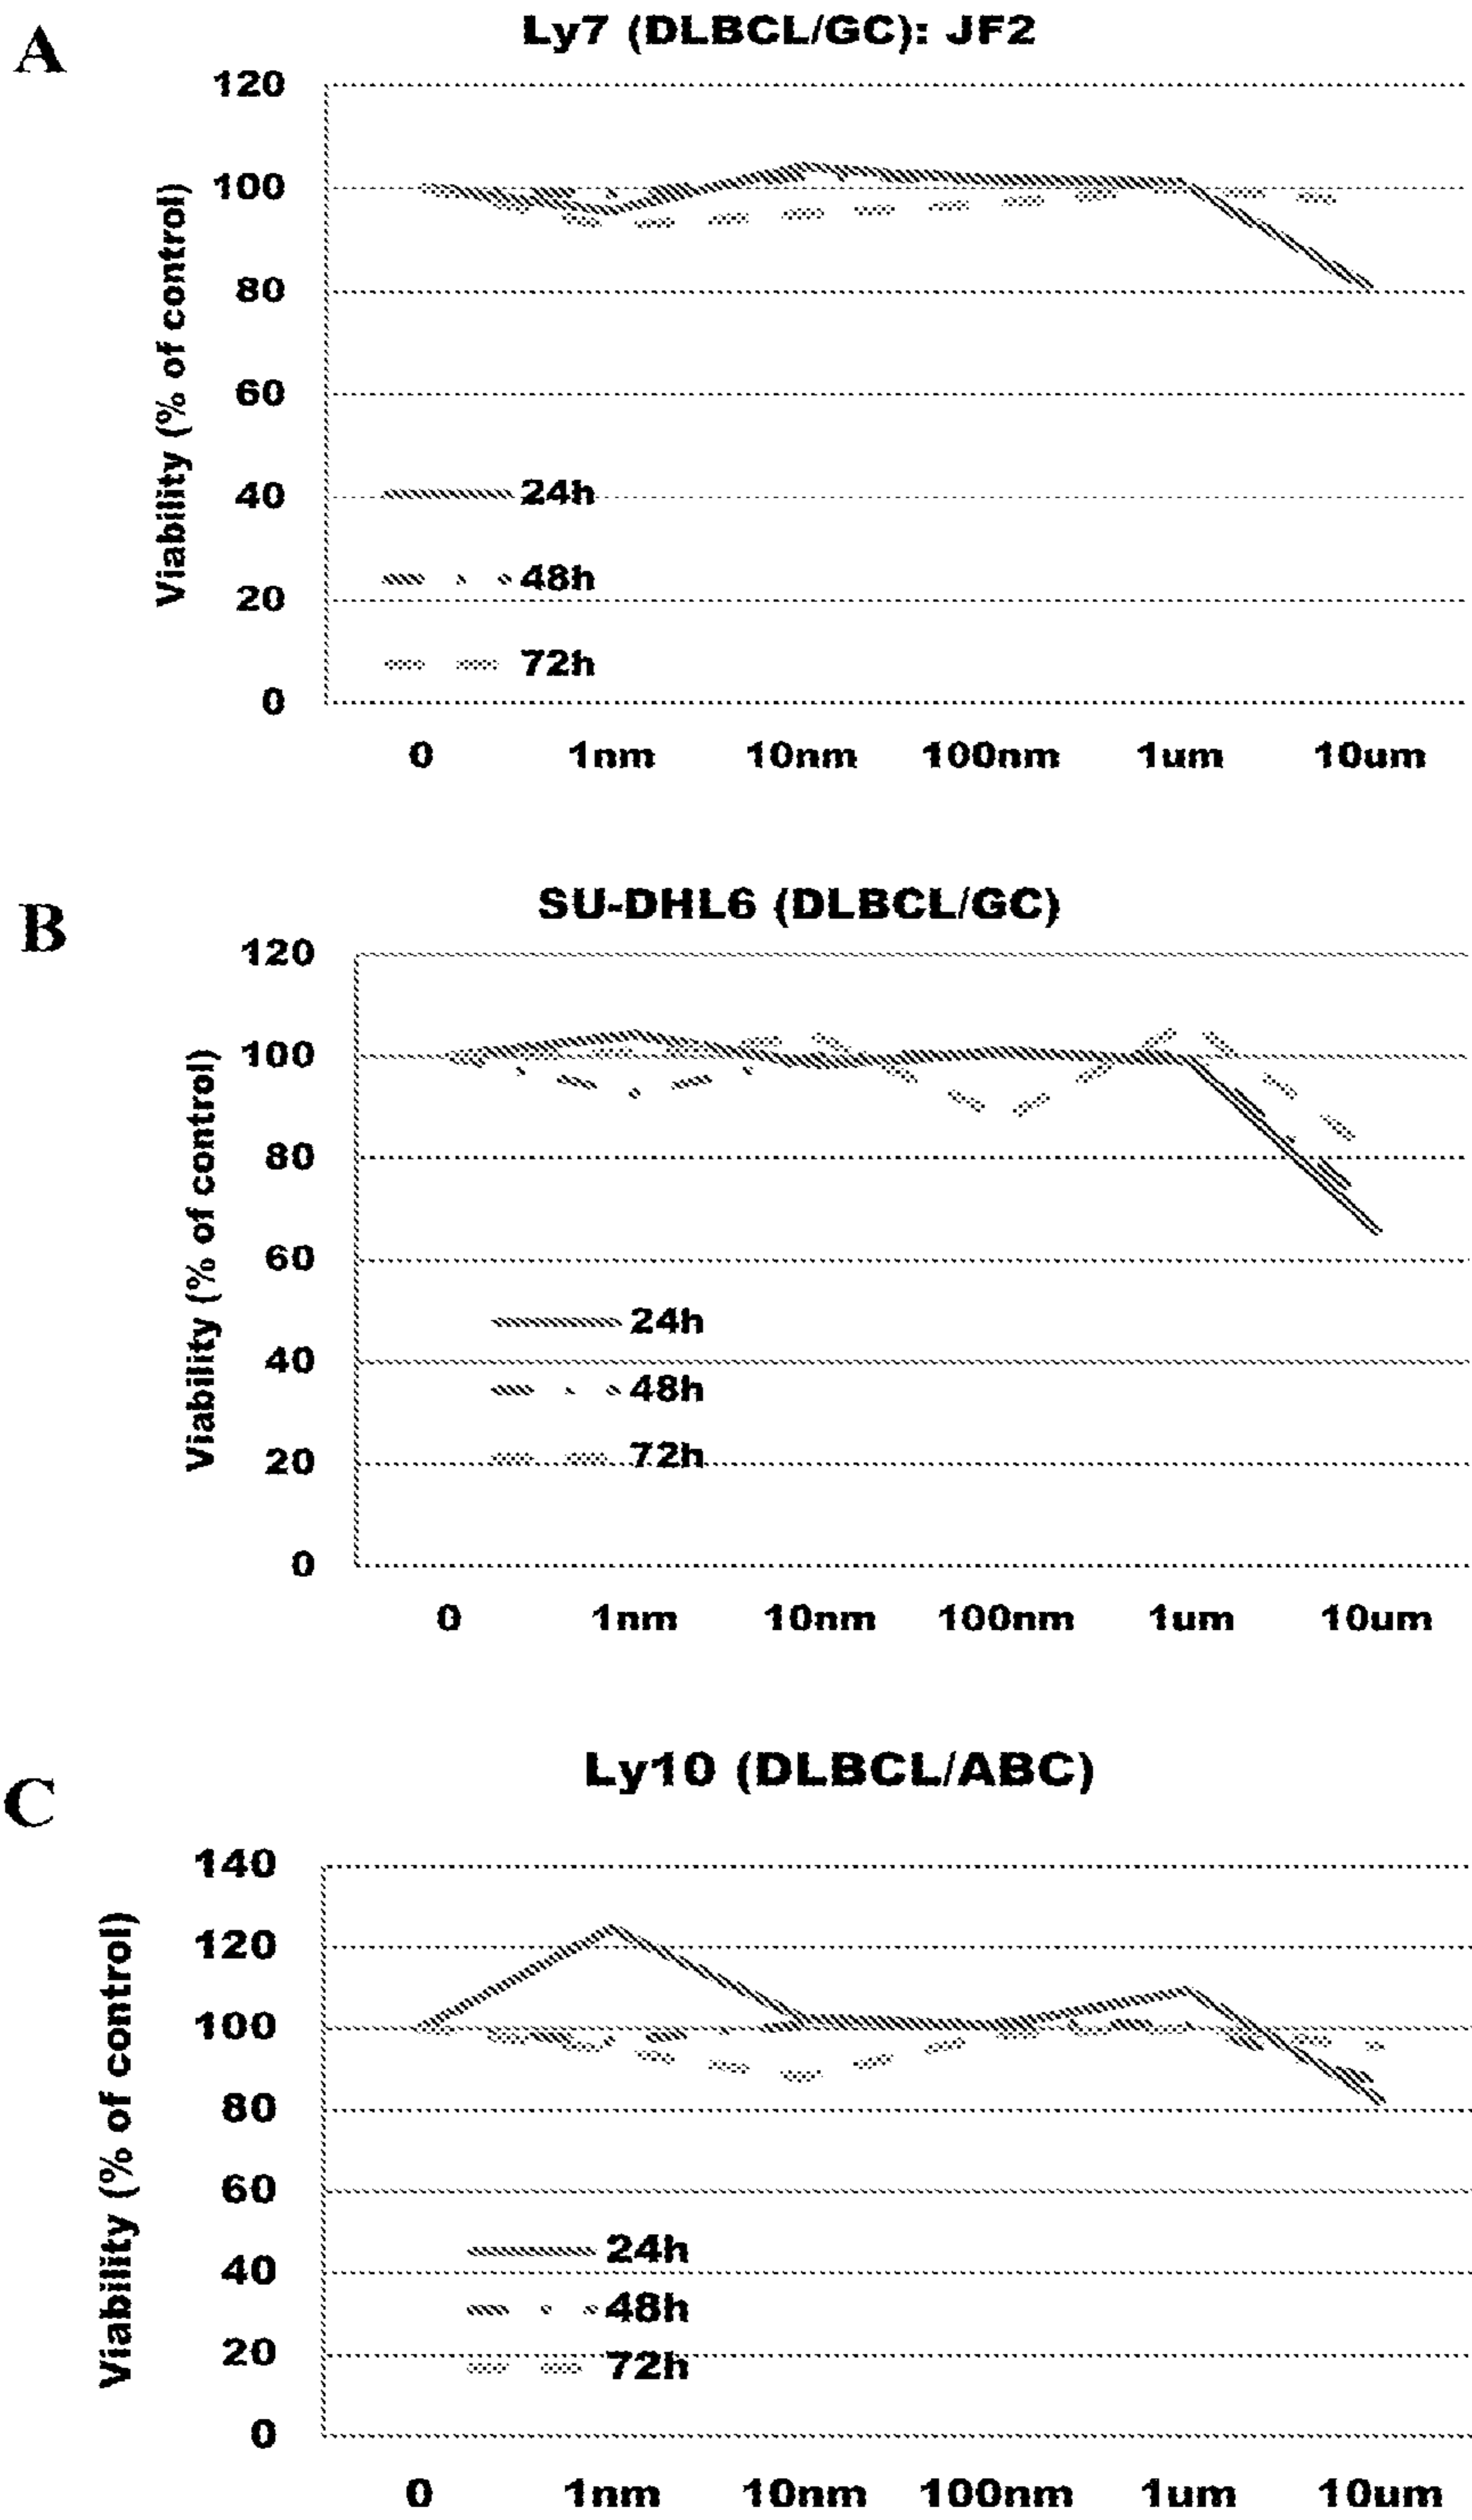 A
Ly7 (DLBCL/GC): JF2
Viability (% of control)
120
100
80
60
40
20
0
24h
48h
72h
0 1nm 10nm 100nm 1um 10um
B
SU-DHL6 (DLBCL/GC)
Viability (% of control)
120
100
80
60
40
20
0
24h
48h
72h
0 1nm 10nm 100nm 1um 10um
C
Ly10 (DLBCL/ABC)
Viability (% of control)
140
120
100
80
60
40
20
0
24h
48h
72h
0 1nm 10nm 100nm 1um 10um